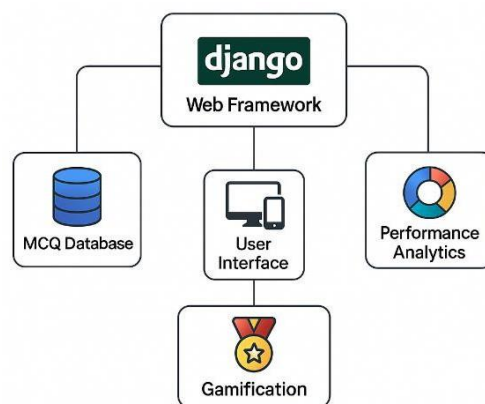 django
Web Framework
MCQ Database
User
Interface
Performance
Analytics
Gamification